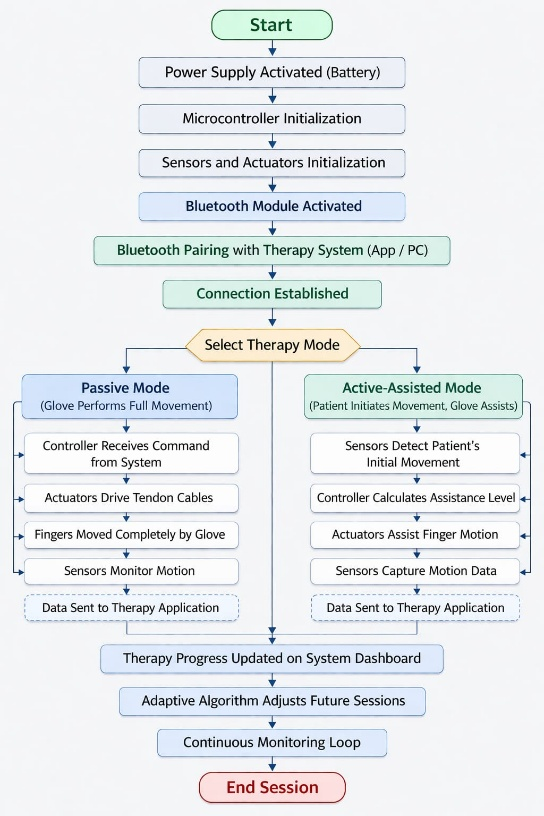 Start
Power Supply Activated (Battery)
Microcontroller Initialization
Sensors and Actuators Initialization
Bluetooth Module Activated
Bluetooth Pairing with Therapy System (App / PC)
Connection Established
Select Therapy Mode
Passive Mode
(Glove Performs Full Movement)
Controller Receives Command
from System
Actuators Drive Tendon Cables
Fingers Moved Completely by Glove
Sensors Monitor Motion
Data Sent to Therapy Application
Active-Assisted Mode
(Patient Initiates Movement, Glove Assists)
Sensors Detect Patient's
Initial Movement
Controller Calculates Assistance Level
Actuators Assist Finger Motion
Sensors Capture Motion Data
Data Sent to Therapy Application
Therapy Progress Updated on System Dashboard
Adaptive Algorithm Adjusts Future Sessions
Continuous Monitoring Loop
End Session